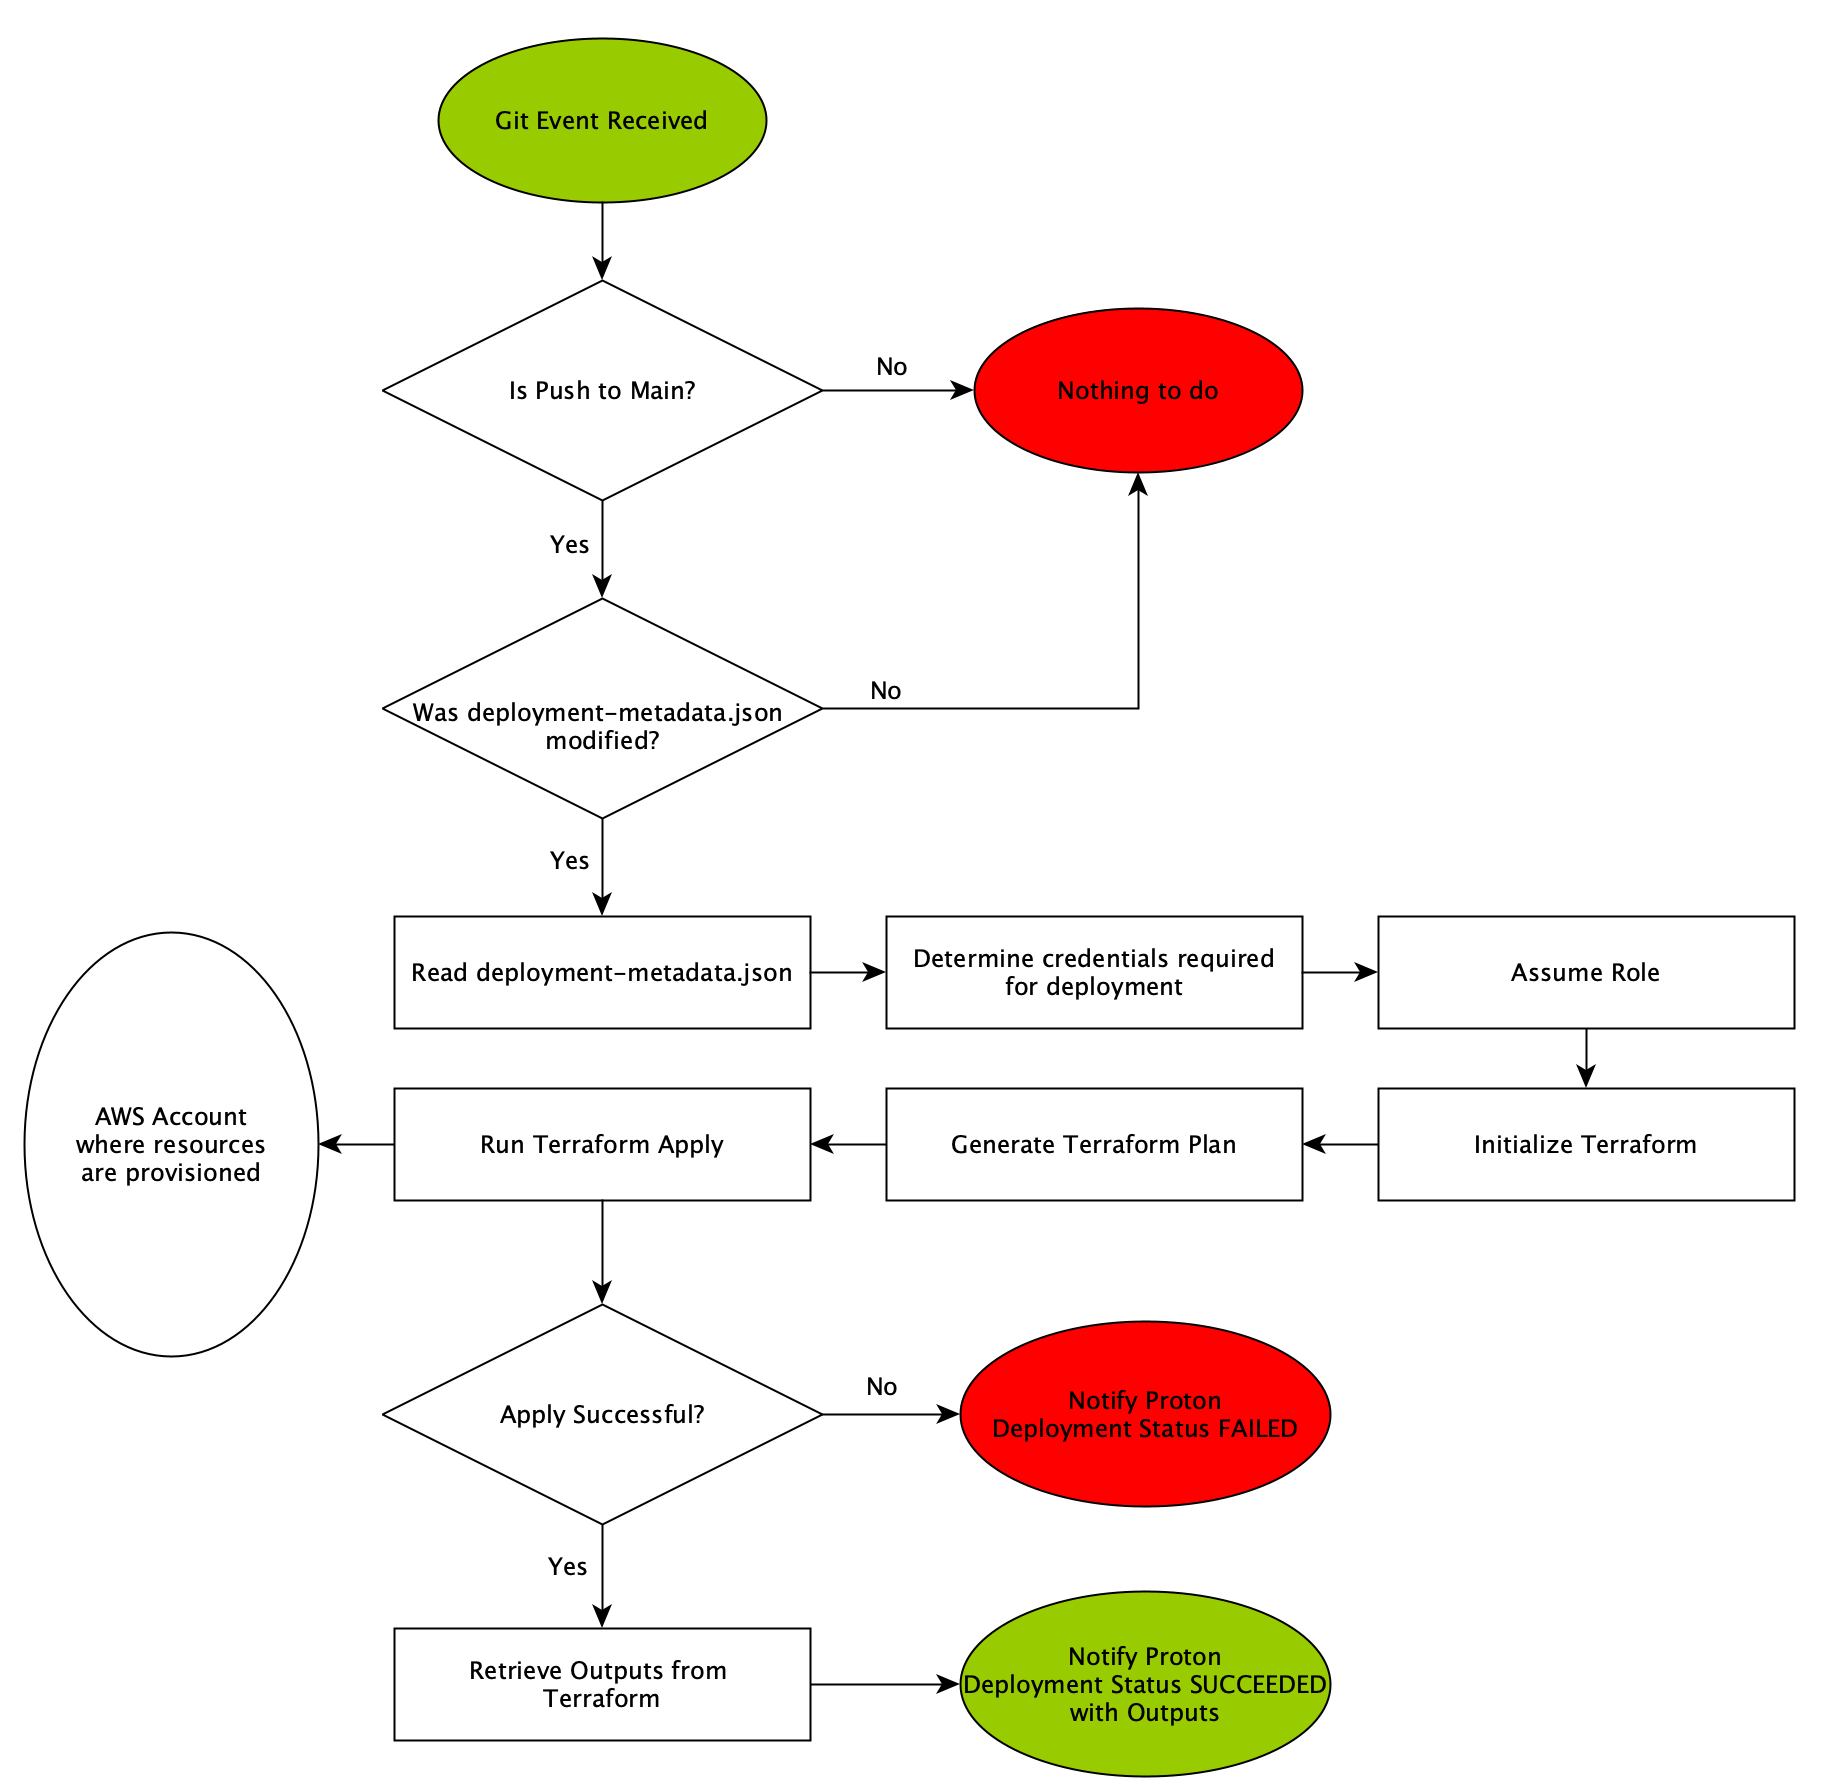 Git Event Received
Is Push to Main?
No
Nothing to do
Yes
Was deployment-metadata.json
modified?
No
Yes
Read deployment-metadata.json
Determine credentials required
for deployment
Assume Role
AWS Account
where resources
are provisioned
Run Terraform Apply
Generate Terraform Plan
Initialize Terraform
Apply Successful?
No
Notify Proton
Deployment Status FAILED
Yes
Retrieve Outputs from
Terraform
Notify Proton
Deployment Status SUCCEEDED
with Outputs